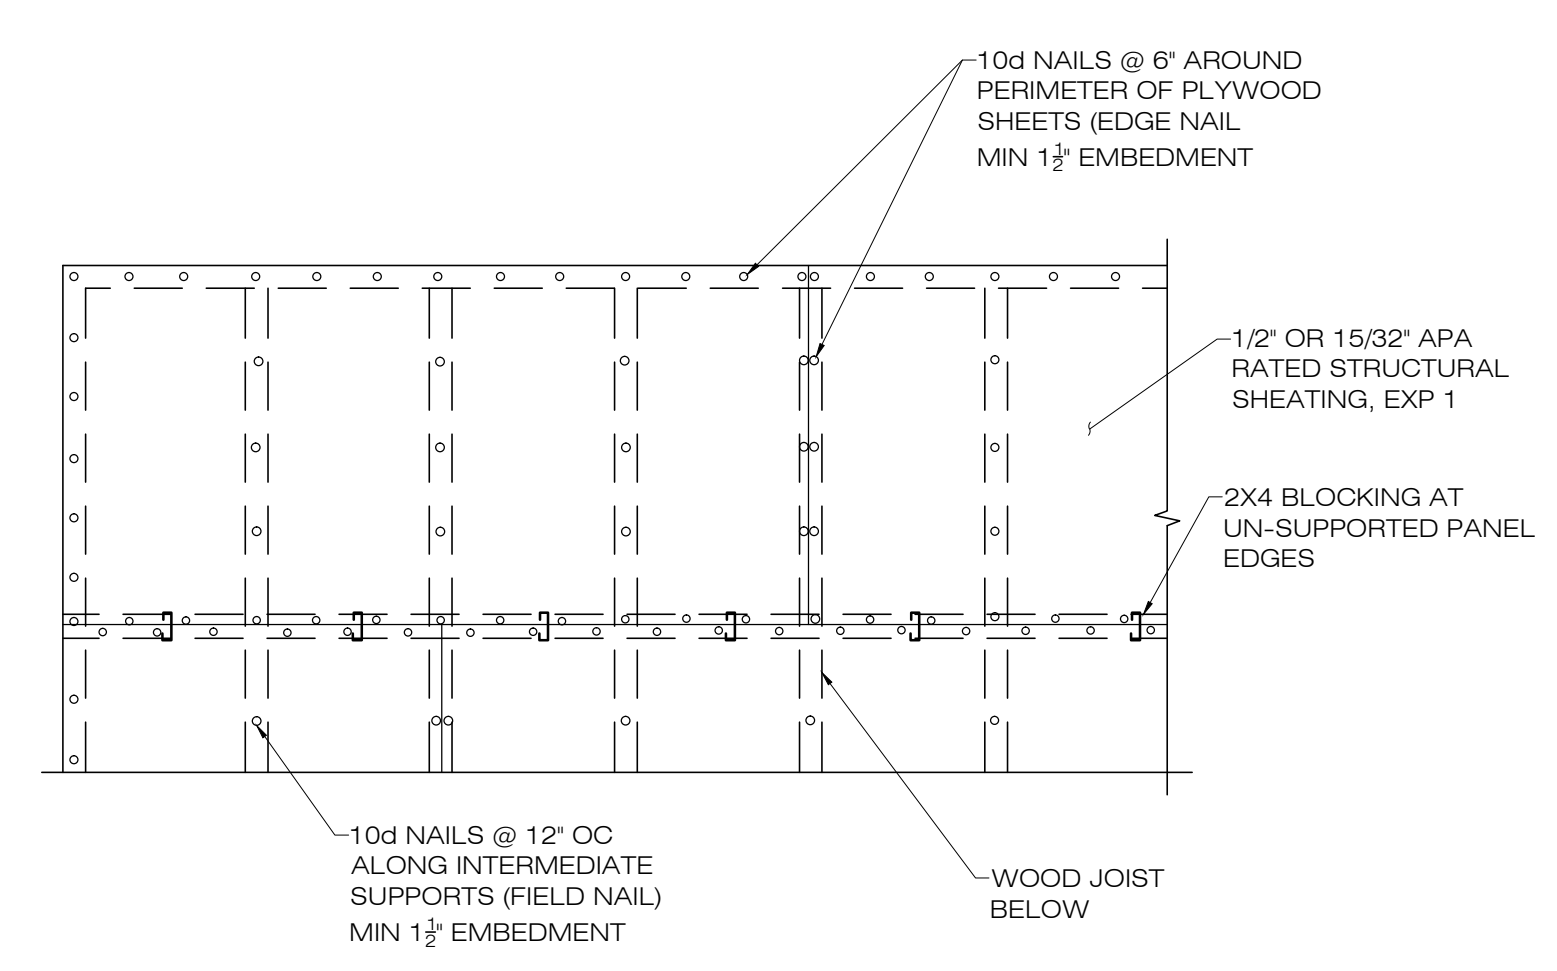 10d NAILS @ 6" AROUND
PERIMETER OF PLYWOOD
SHEETS (EDGE NAIL
MIN 1½" EMBEDMENT
1/2" OR 15/32" APA
RATED STRUCTURAL
SHEATING, EXP 1
2X4 BLOCKING AT
UN-SUPPORTED PANEL
EDGES
10d NAILS @ 12" OC
ALONG INTERMEDIATE
SUPPORTS (FIELD NAIL)
MIN 1½" EMBEDMENT
WOOD JOIST
BELOW